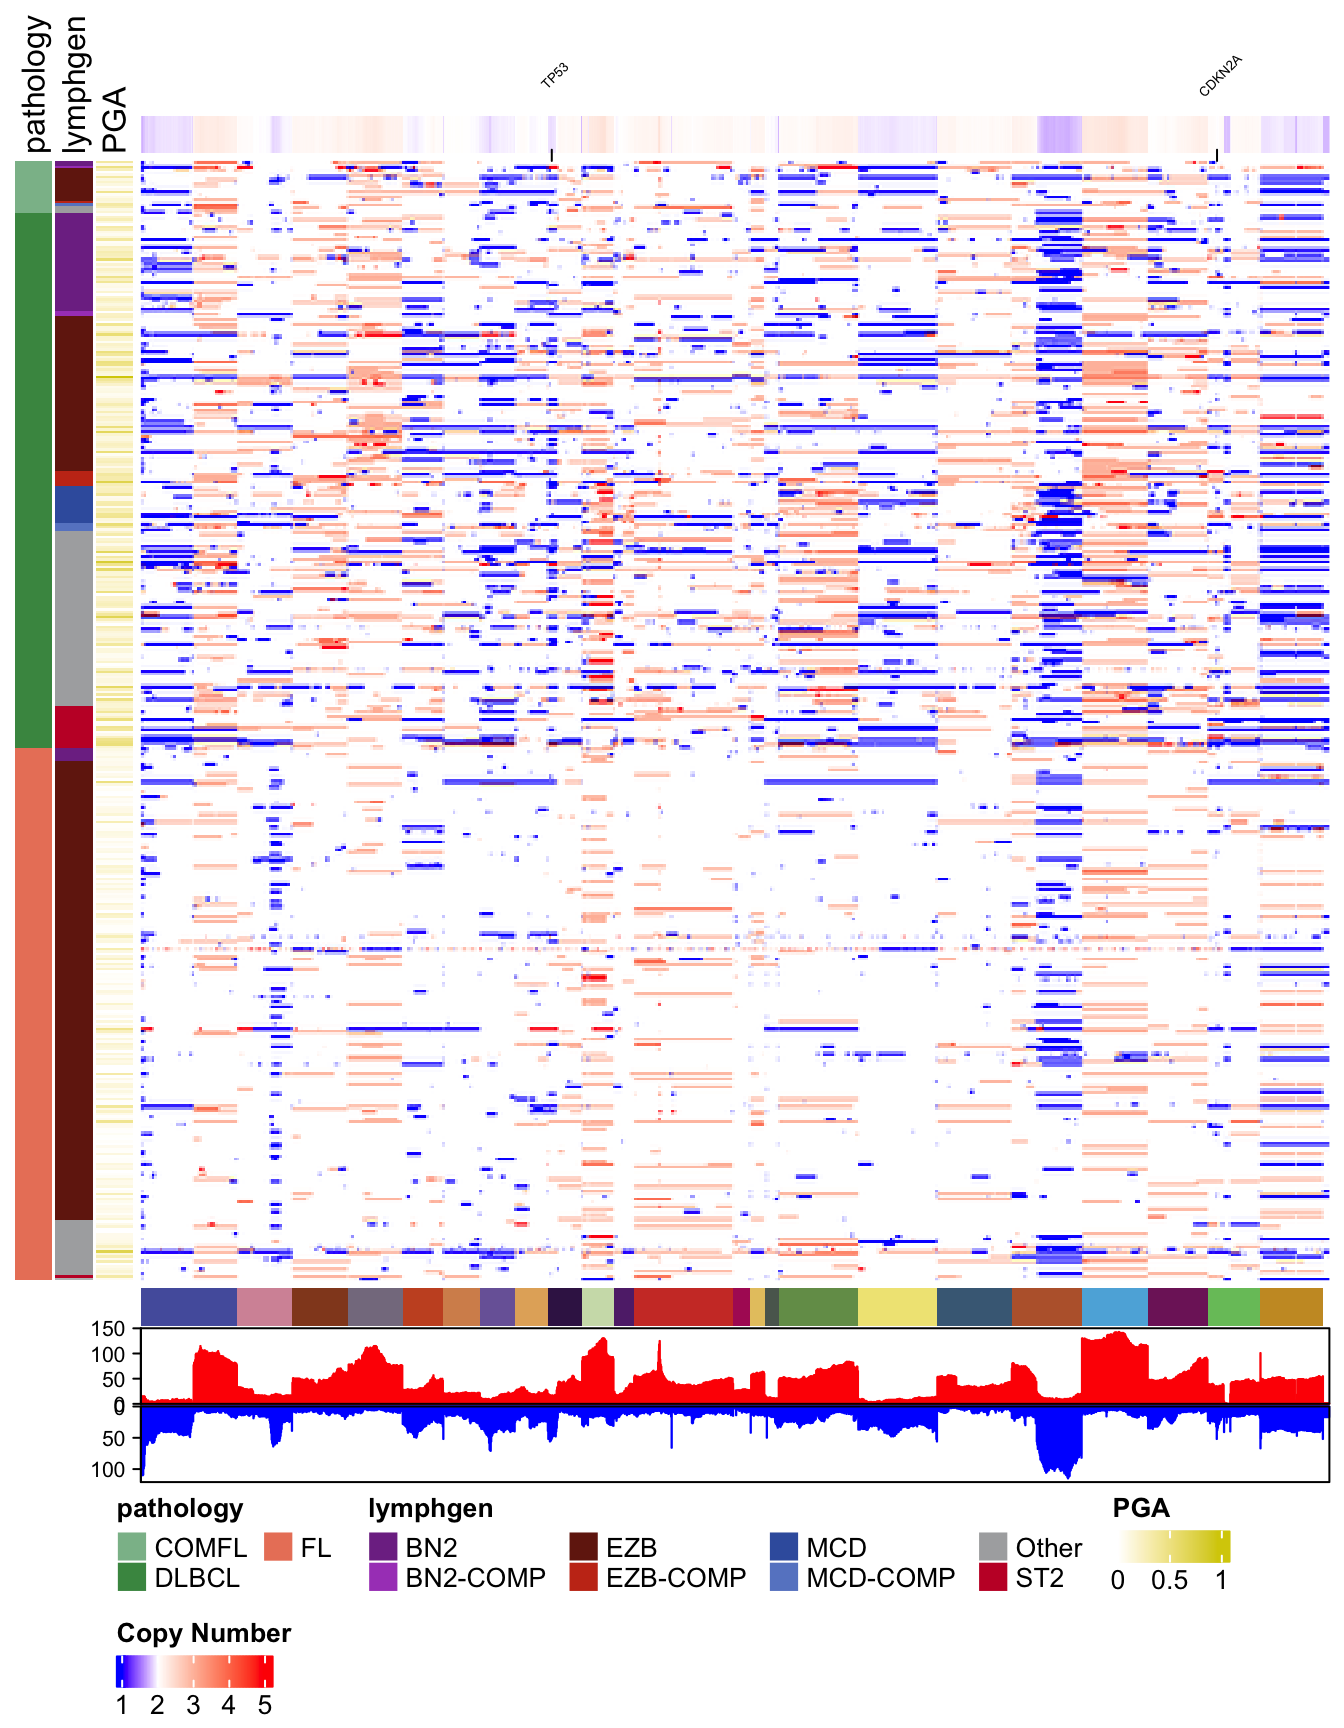 pathology
lymphgen
PGA
TP53
CDKN2A
150
100
50
0
0
50
100
pathology lymphgen PGA
COMFL FL BN2 EZB MCD Other
DLBCL BN2-COMP EZB-COMP MCD-COMP ST2
0 0.5 1
Copy Number
1 2 3 4 5